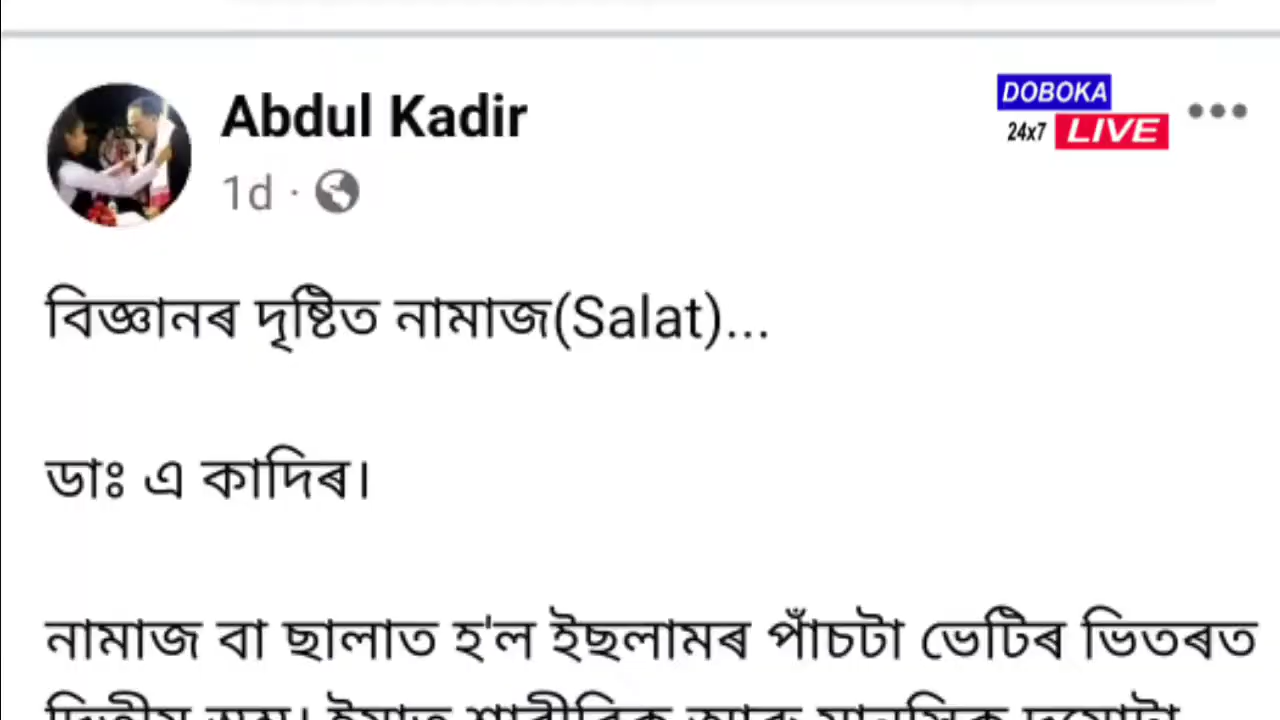 Abdul Kadir
DOBOKA
24x7 LIVE
1d ·
বিজ্ঞানৰ দৃষ্টিত নামাজ(Salat)...
ডাঃ এ কাদিৰ।
নামাজ বা ছালাত হ'ল ইছলামৰ পাঁচটা ভেটিৰ ভিতৰত